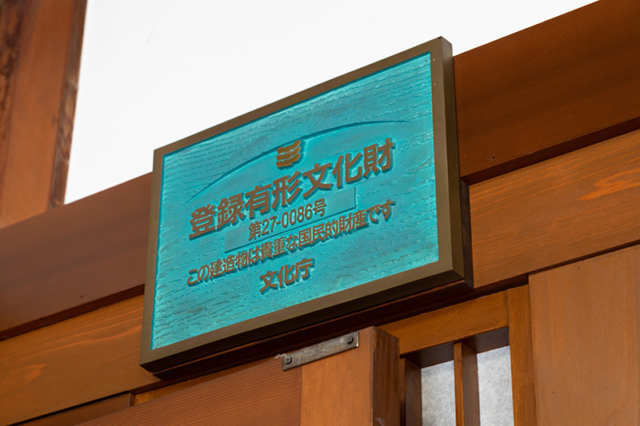 登録有形文化財
第27-0086号
この建造物は貴重な国民的財産です
文化庁